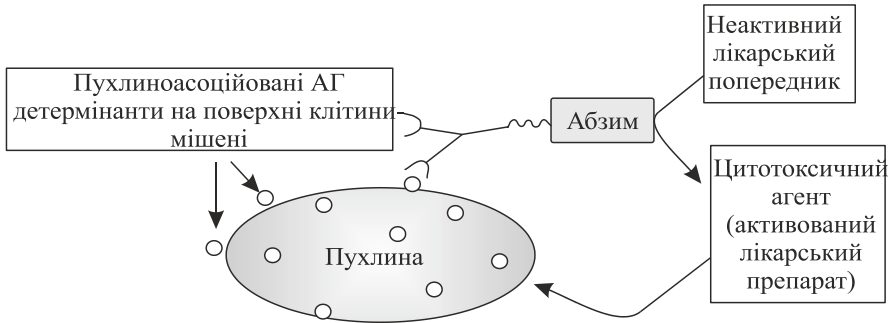 Пухлиноасоційовані АГ
детермінанти на поверхні клітини
мішені
Абзим
Неактивний
лікарський
попередник
Цитотоксичний
агент
(активований
лікарський
препарат)
Пухлина